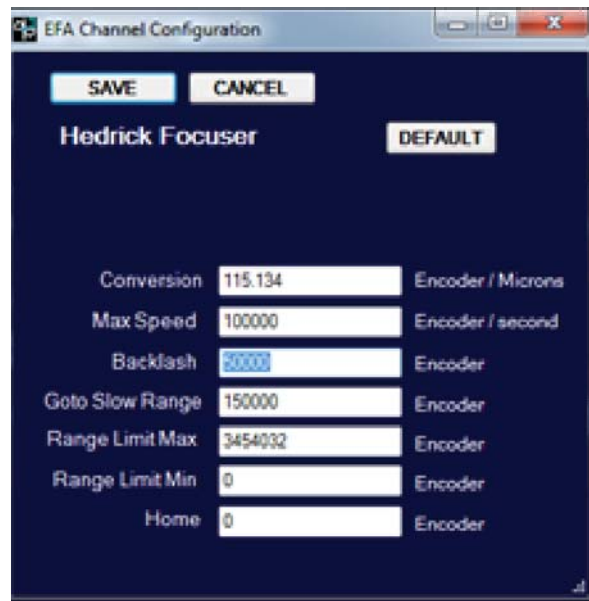 EFA Channel Configuration
SAVE CANCEL
Hedrick Focuser DEFAULT
Conversion 115.134 Encoder / Microns
Max Speed 100000 Encoder / second
Backlash 50000 Encoder
Goto Slow Range 150000 Encoder
Range Limit Max 3454032 Encoder
Range Limit Min 0 Encoder
Home 0 Encoder